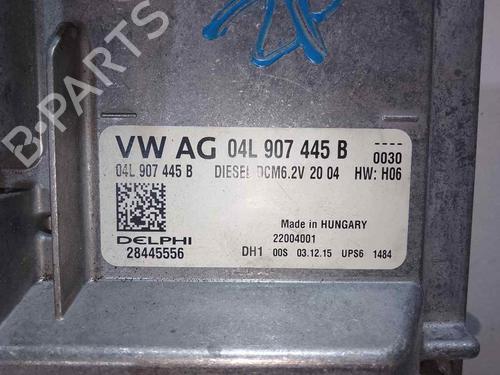 B-PARTS
VW AG 04L 907 445 B
----
0030
04L 907 445 B DIESEL DCM6.2V 20 04 HW: H06
Made in HUNGARY
22004001
DELPHI
28445556
DH1 00S 03.12.15 UPS6 1484